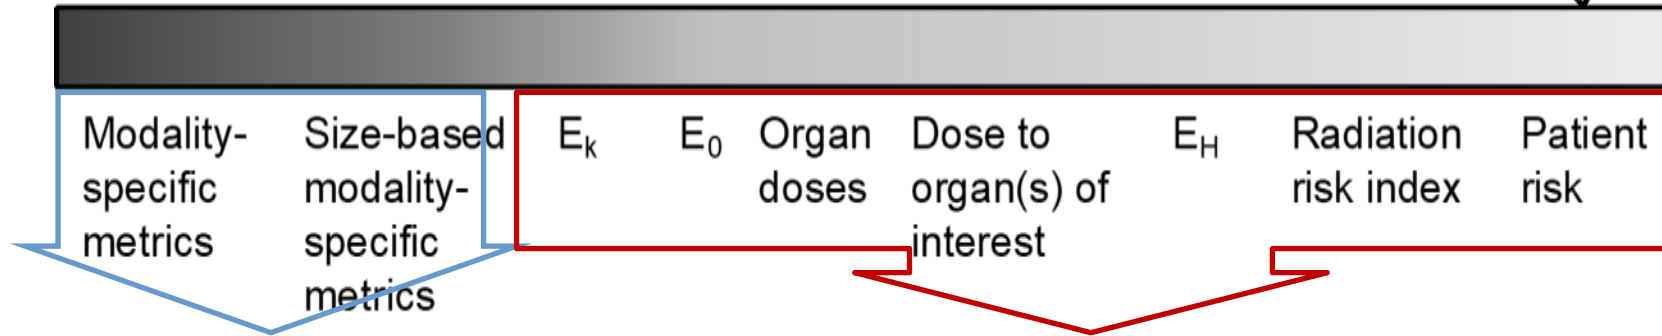 Modality-
specific
metrics
Size-based
modality-
specific
metrics
Eₖ
E₀
Organ
doses
Dose to
organ(s) of
interest
E_H
Radiation
risk index
Patient
risk